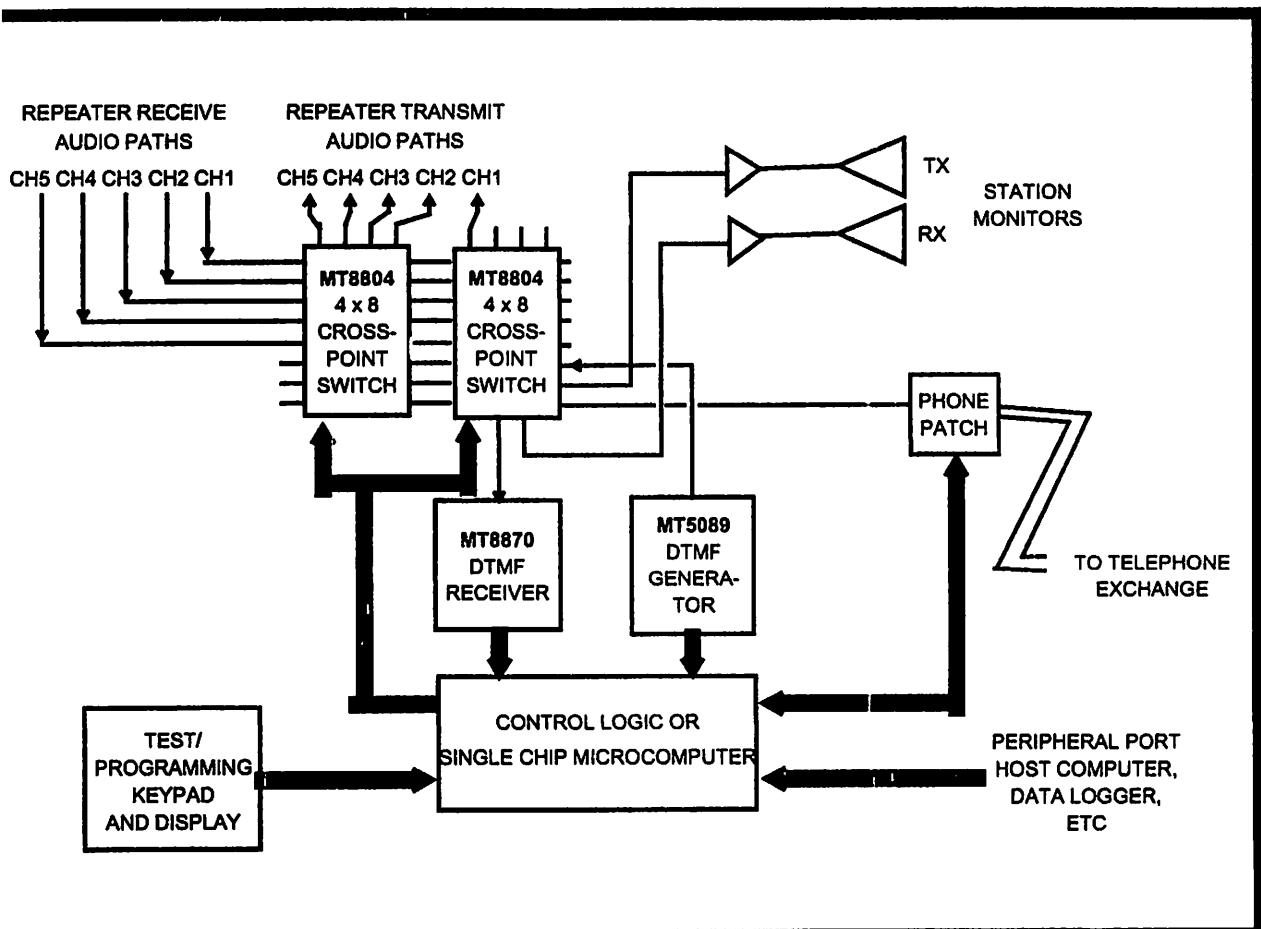 REPEATER RECEIVE
AUDIO PATHS
CH5 CH4 CH3 CH2 CH1
REPEATER TRANSMIT
AUDIO PATHS
CH5 CH4 CH3 CH2 CH1
TX
RX
STATION
MONITORS
MT8804
4 x 8
CROSS-
POINT
SWITCH
MT8804
4 x 8
CROSS-
POINT
SWITCH
PHONE
PATCH
TO TELEPHONE
EXCHANGE
MT8870
DTMF
RECEIVER
MT5089
DTMF
GENERA-
TOR
CONTROL LOGIC OR
SINGLE CHIP MICROCOMPUTER
TEST/
PROGRAMMING
KEYPAD
AND DISPLAY
PERIPHERAL PORT
HOST COMPUTER,
DATA LOGGER,
ETC